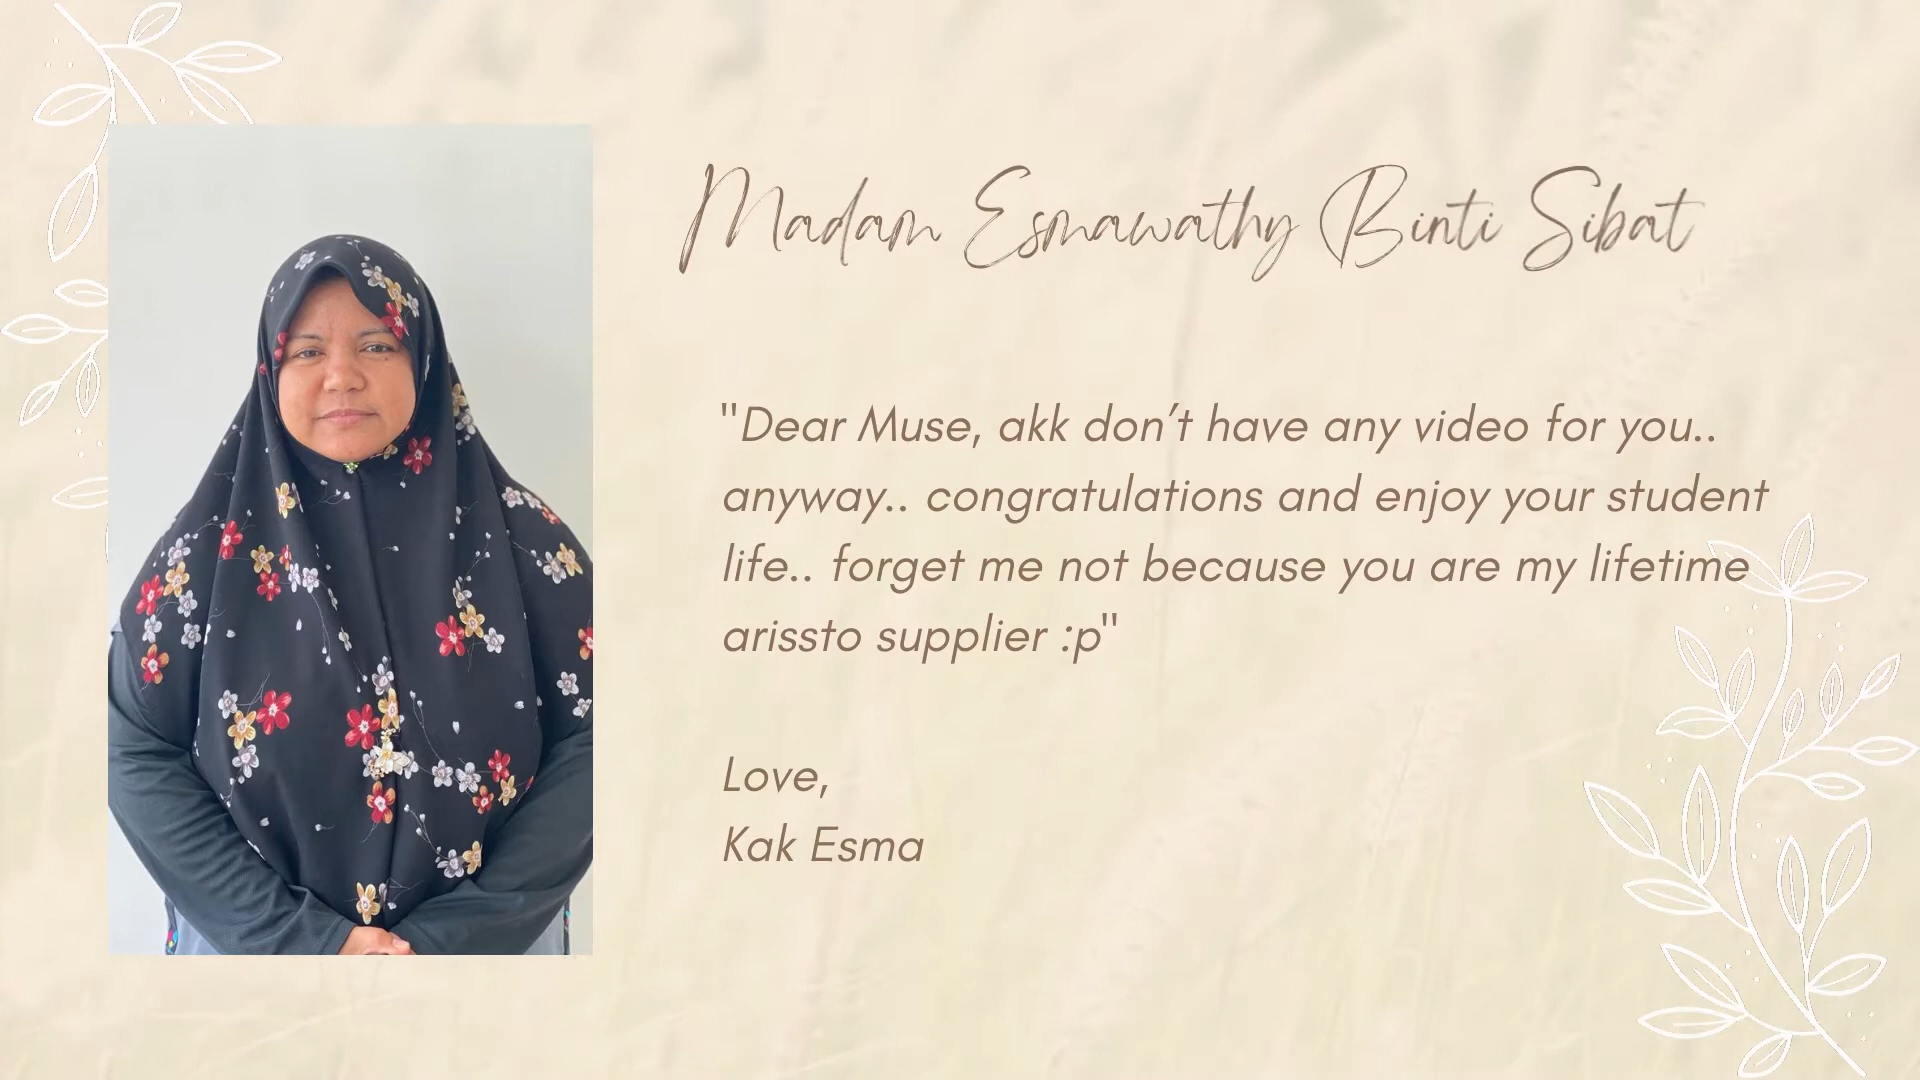 Madam Esmawathy Binti Sibat
"Dear Muse, akk don’t have any video for you..
anyway.. congratulations and enjoy your student
life.. forget me not because you are my lifetime
arissto supplier :p"
Love,
Kak Esma